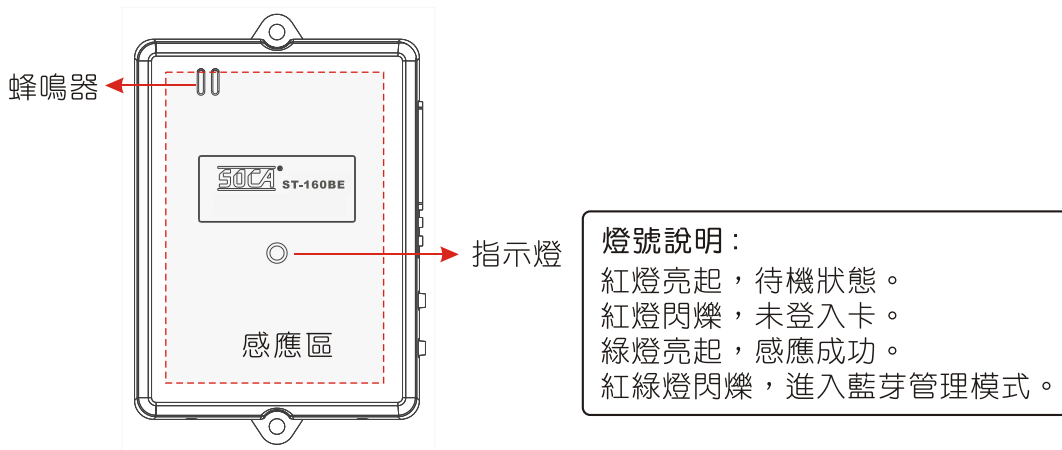 蜂鳴器
SOCA® ST-160BE
指示燈
感應區
燈號說明：
紅燈亮起，待機狀態。
紅燈閃爍，未登入卡。
綠燈亮起，感應成功。
紅綠燈閃爍，進入藍芽管理模式。